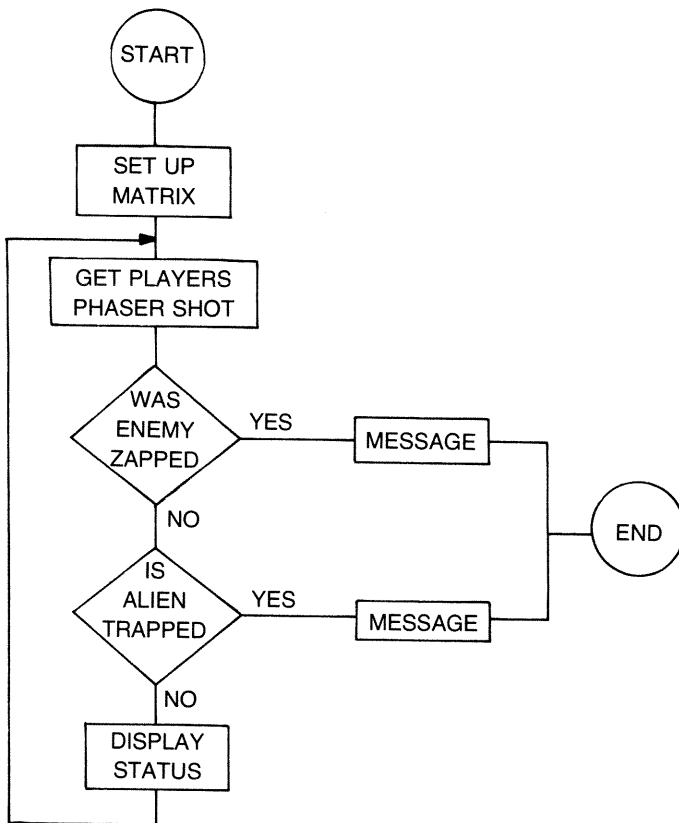 START
SET UP
MATRIX
GET PLAYERS
PHASER SHOT
WAS
ENEMY
ZAPPED
YES
MESSAGE
NO
END
IS
ALIEN
TRAPPED
YES
MESSAGE
NO
DISPLAY
STATUS